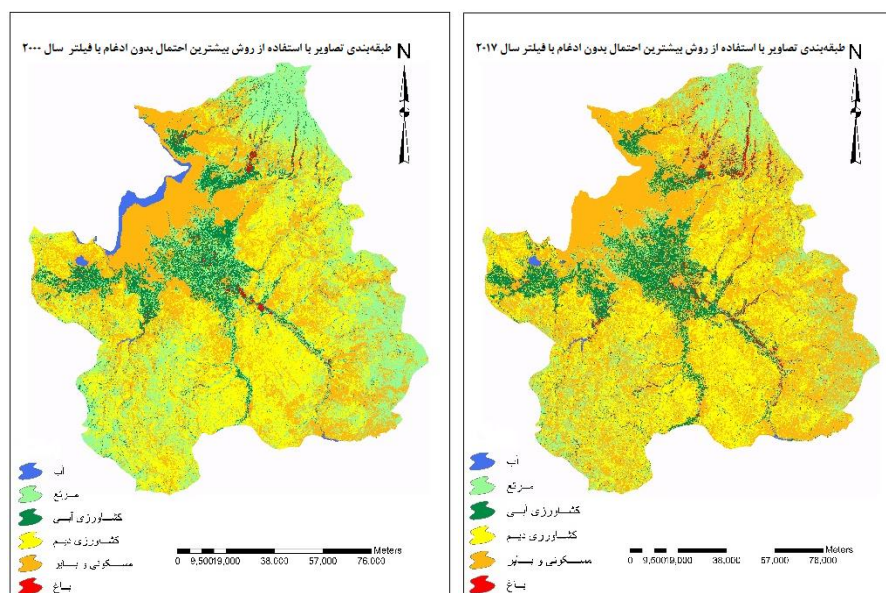 طبقه‌بندی تصاویر با استفاده از روش بیشترین احتمال بدون ادغام با فیلتر سال ۲۰۰۰
N
آب
مرتع
کشاورزی آبی
کشاورزی دیم
مسکونی و بایر
باغ
Meters
0 9,500 19,000 38,000 57,000 76,000
طبقه‌بندی تصاویر با استفاده از روش بیشترین احتمال بدون ادغام با فیلتر سال ۲۰۱۷
N
آب
مرتع
کشاورزی آبی
کشاورزی دیم
مسکونی و بایر
باغ
Meters
0 9,500 19,000 38,000 57,000 76,000